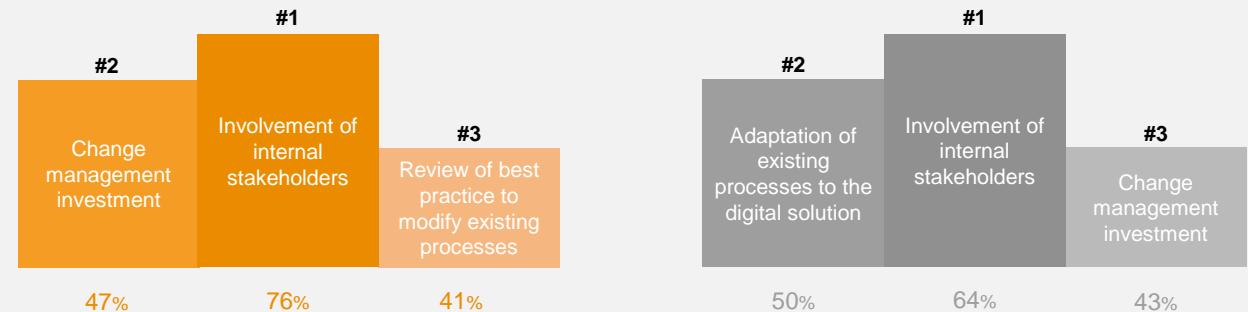 #2
Change
management
investment
47%
#1
Involvement of
internal
stakeholders
76%
#3
Review of best
practice to
modify existing
processes
41%
#2
Adaptation of
existing
processes to the
digital solution
50%
#1
Involvement of
internal
stakeholders
64%
#3
Change
management
investment
43%